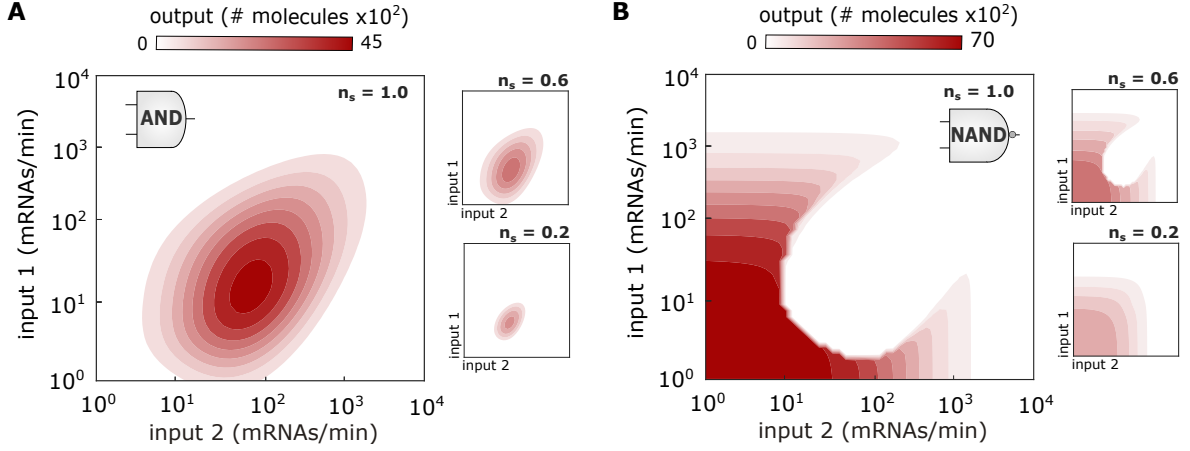 A
output (# molecules x10²)
0 45
10⁴
10³
10²
10¹
10⁰
input 1 (mRNAs/min)
AND
nₛ = 1.0
10⁰ 10¹ 10² 10³ 10⁴
input 2 (mRNAs/min)
nₛ = 0.6
input 1
input 2
nₛ = 0.2
input 1
input 2
B
output (# molecules x10²)
0 70
10⁴
10³
10²
10¹
10⁰
input 1 (mRNAs/min)
nₛ = 1.0
NAND
10⁰ 10¹ 10² 10³ 10⁴
input 2 (mRNAs/min)
nₛ = 0.6
input 1
input 2
nₛ = 0.2
input 1
input 2